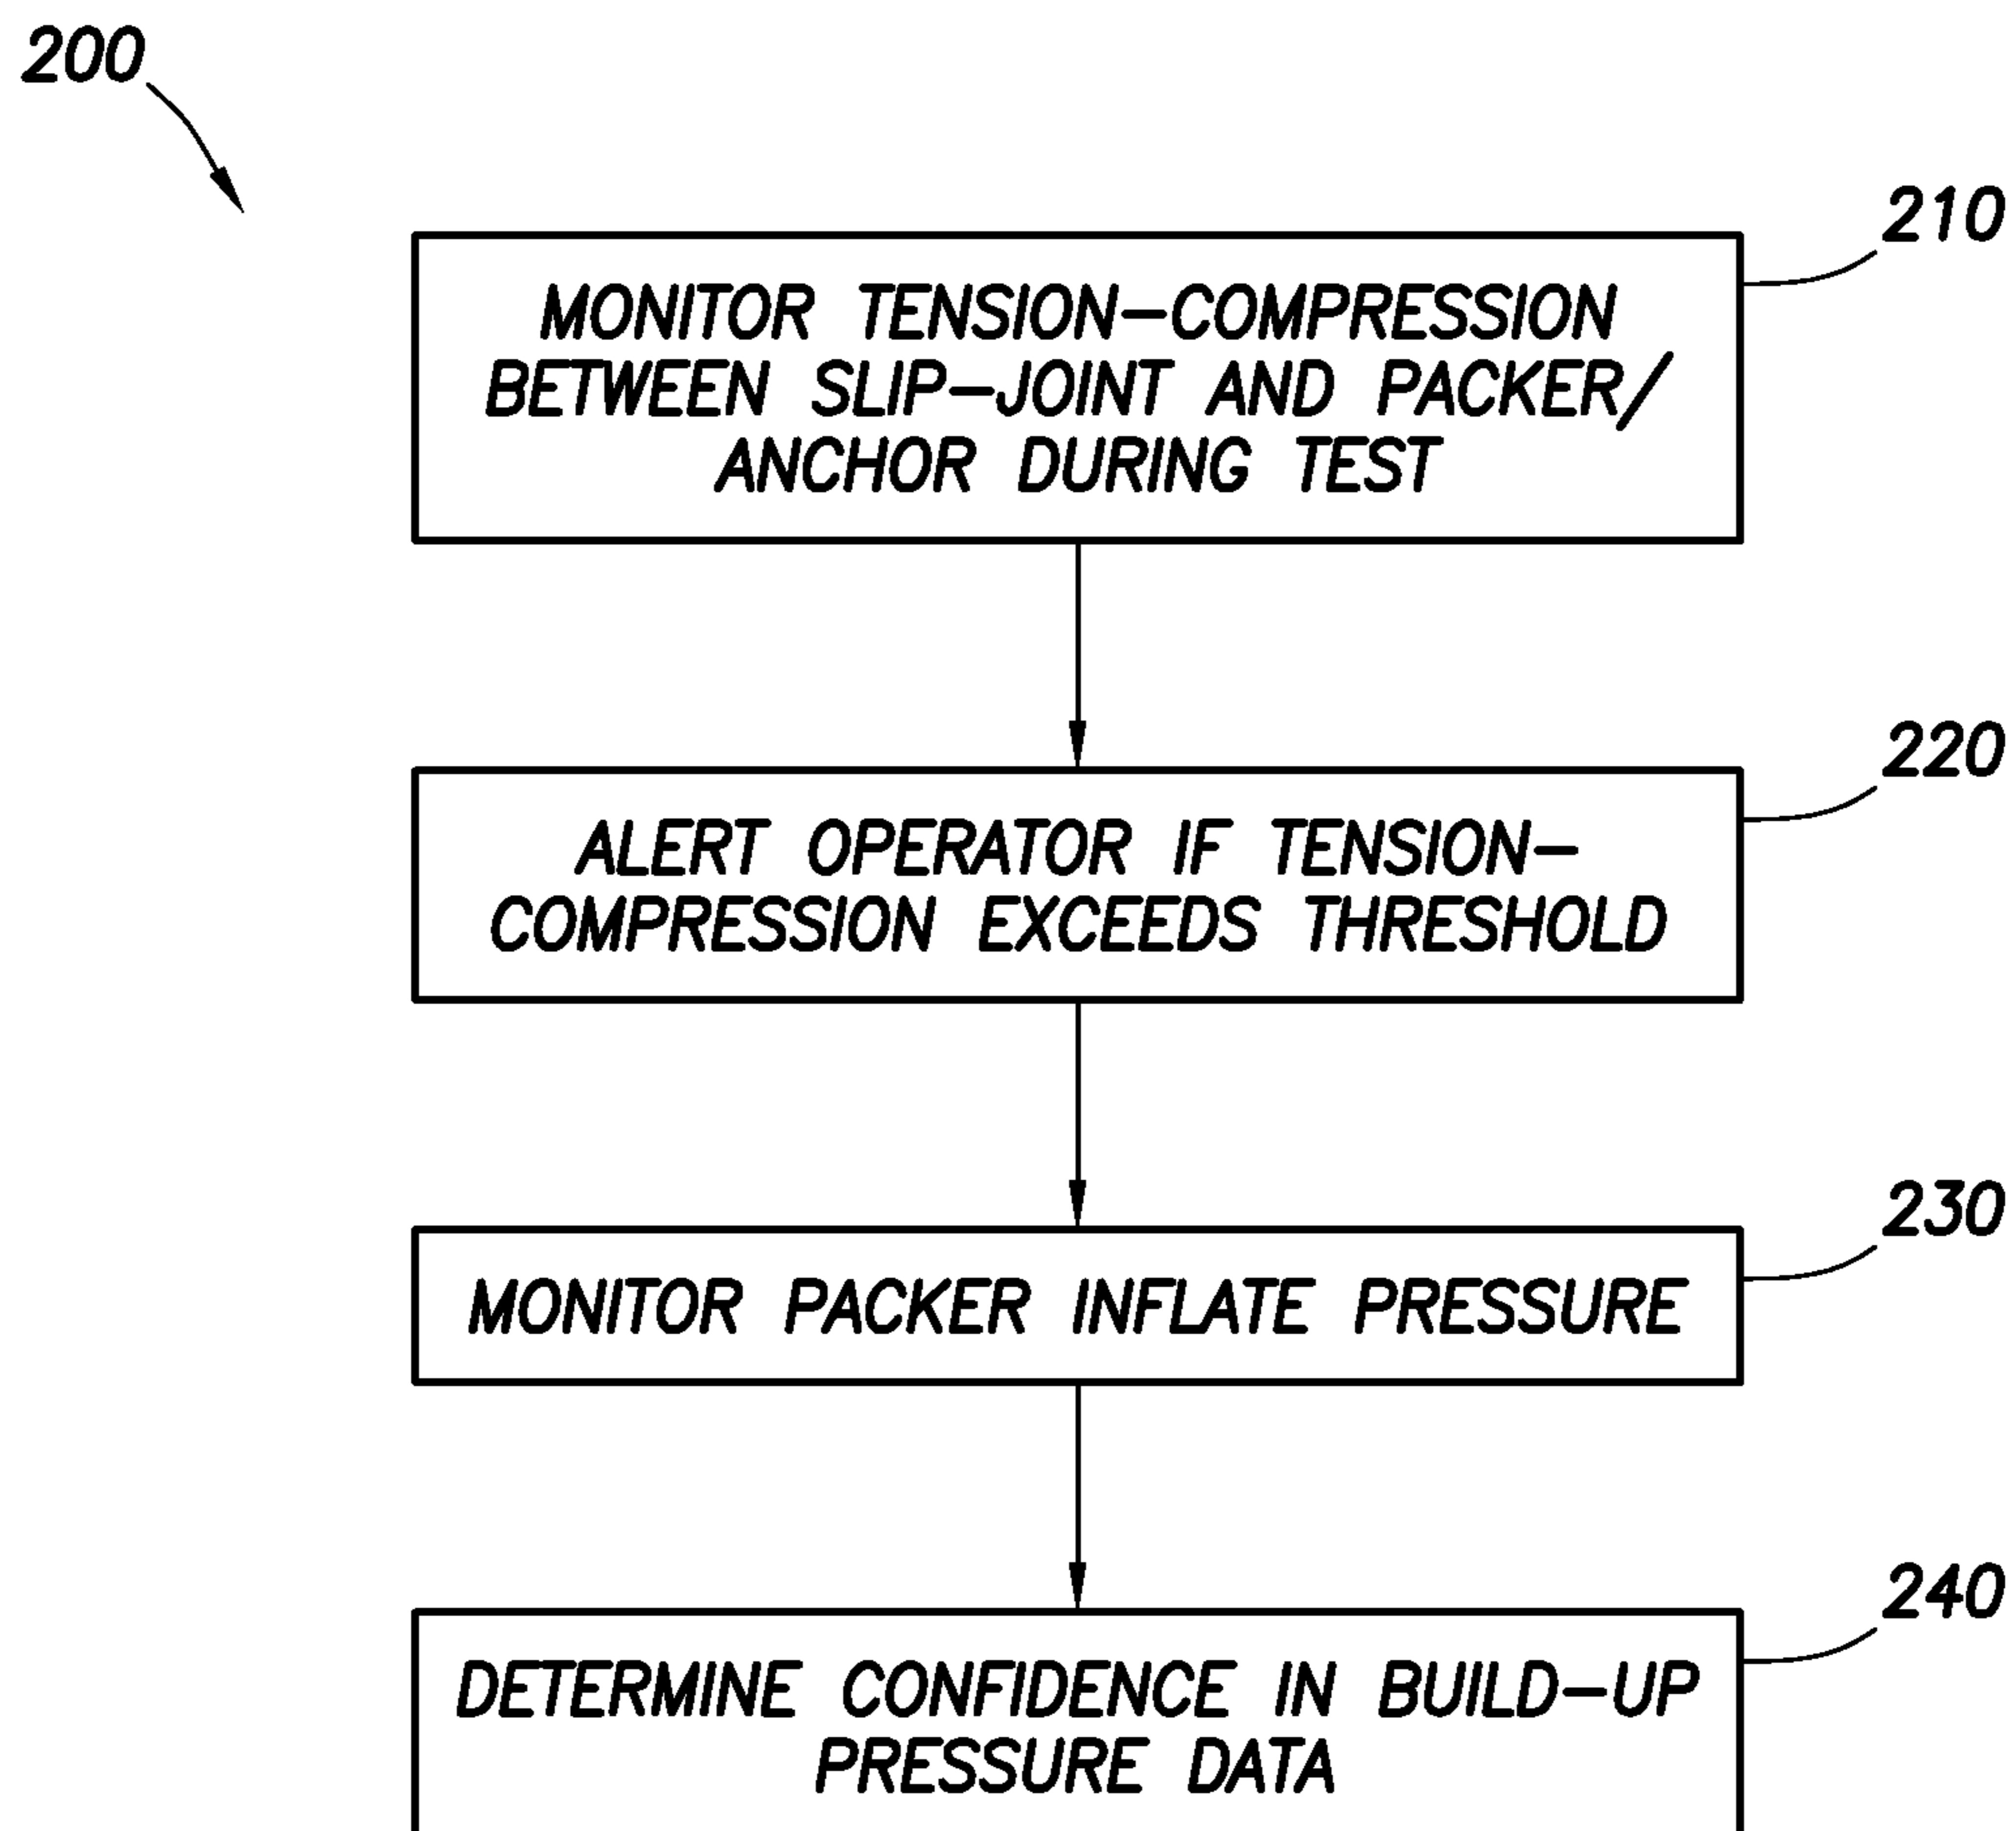 200
210
MONITOR TENSION-COMPRESSION
BETWEEN SLIP-JOINT AND PACKER/
ANCHOR DURING TEST
220
ALERT OPERATOR IF TENSION-
COMPRESSION EXCEEDS THRESHOLD
230
MONITOR PACKER INFLATE PRESSURE
240
DETERMINE CONFIDENCE IN BUILD-UP
PRESSURE DATA